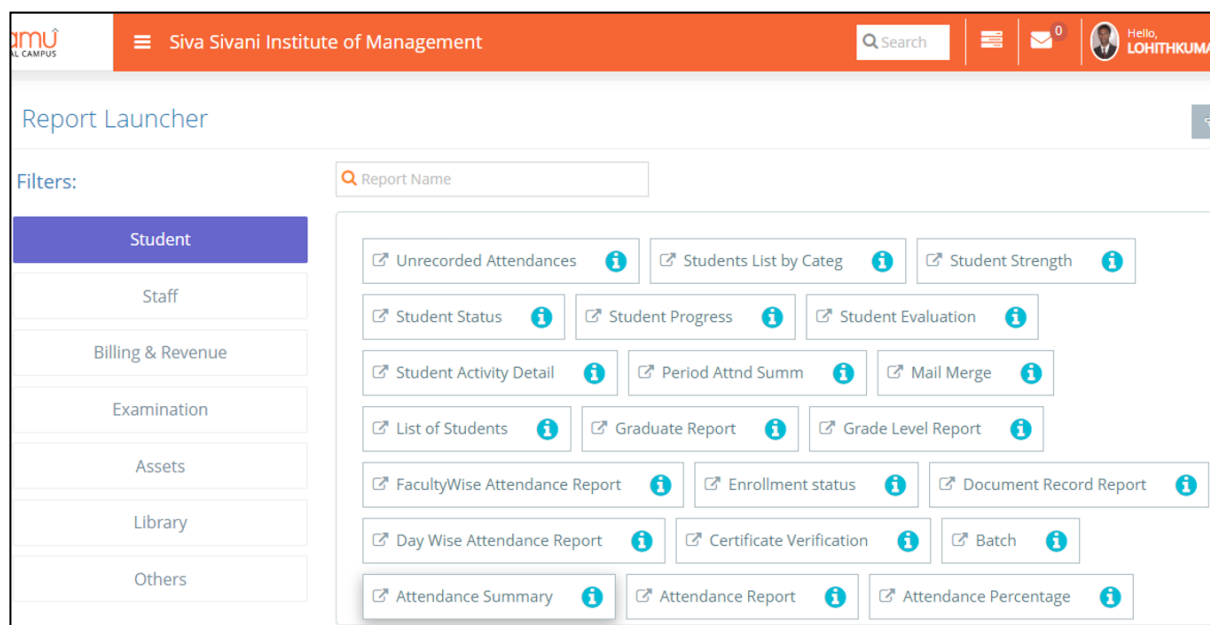 Siva Sivani Institute of Management
Search
0
Hello,
Report Launcher
Filters:
Report Name
Student
Staff
Billing & Revenue
Examination
Assets
Library
Others
Unrecorded Attendances Students List by Categ Student Strength
Student Status Student Progress Student Evaluation
Student Activity Detail Period Attnd Summ Mail Merge
List of Students Graduate Report Grade Level Report
FacultyWise Attendance Report Enrollment status Document Record Report
Day Wise Attendance Report Certificate Verification Batch
Attendance Summary Attendance Report Attendance Percentage